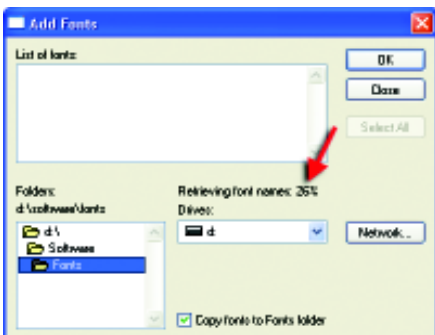 Add Fonts
List of fonts:
OK
Close
Select All
Folders:
d:\software\fonts
Retrieving font names: 26%
Drives:
d:\
Software
Fonts
d:
Network...
Copy fonts to Fonts folder